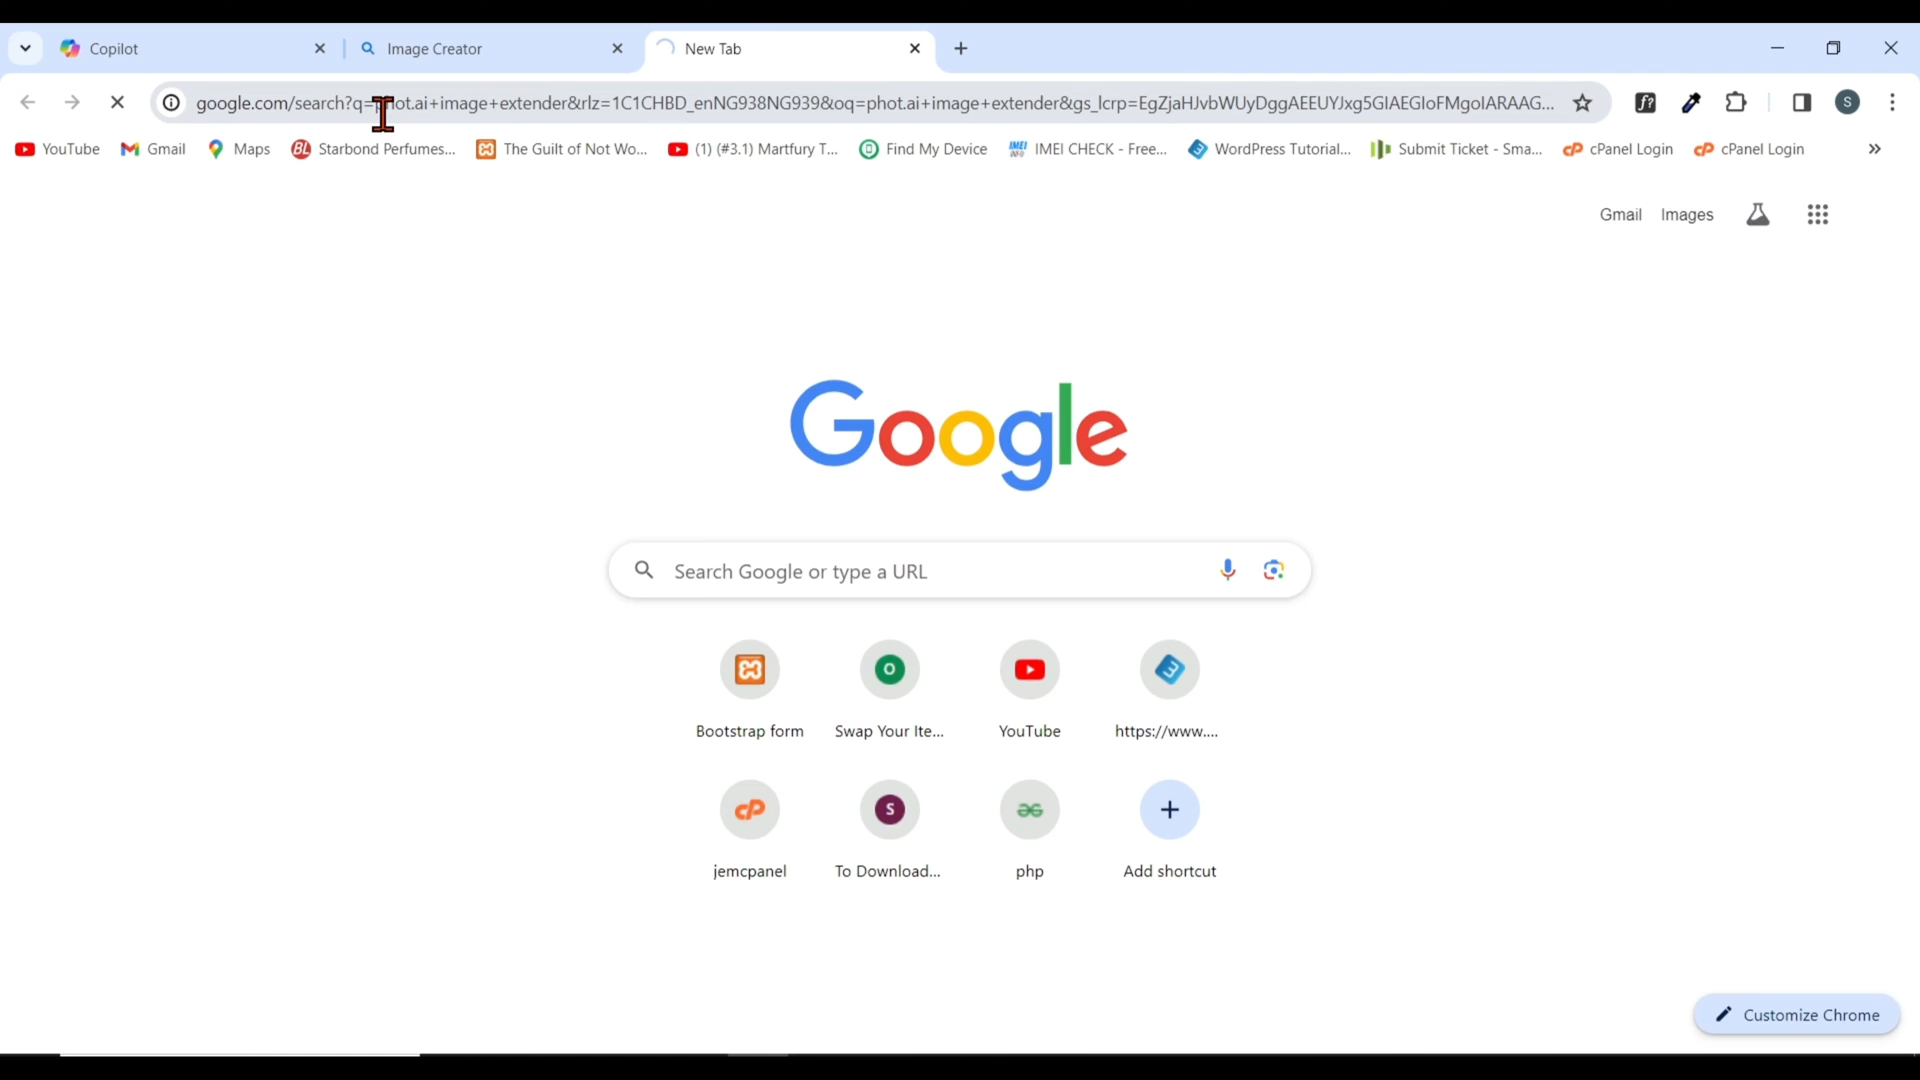 Copilot
Image Creator
New Tab
google.com/search?q=phot.ai+image+extender&rlz=1C1CHBD_enNG938NG939&oq=phot.ai+image+extender&gs_lcrp=EgZjaHJvbWUyDggAEEUYJxg5GIAEGIoFMgoIARAAG...
YouTube
Gmail
Maps
BL
Starbond Perfumes...
The Guilt of Not Wo...
(1) (#3.1) Martfury T...
Find My Device
IMEI CHECK - Free...
WordPress Tutorial...
Submit Ticket - Sma...
cPanel Login
cPanel Login
S
Gmail
Images
Google
Search Google or type a URL
O
Bootstrap form
Swap Your Ite...
YouTube
https://www....
cP
S
jemcpanel
To Download...
php
Add shortcut
Customize Chrome